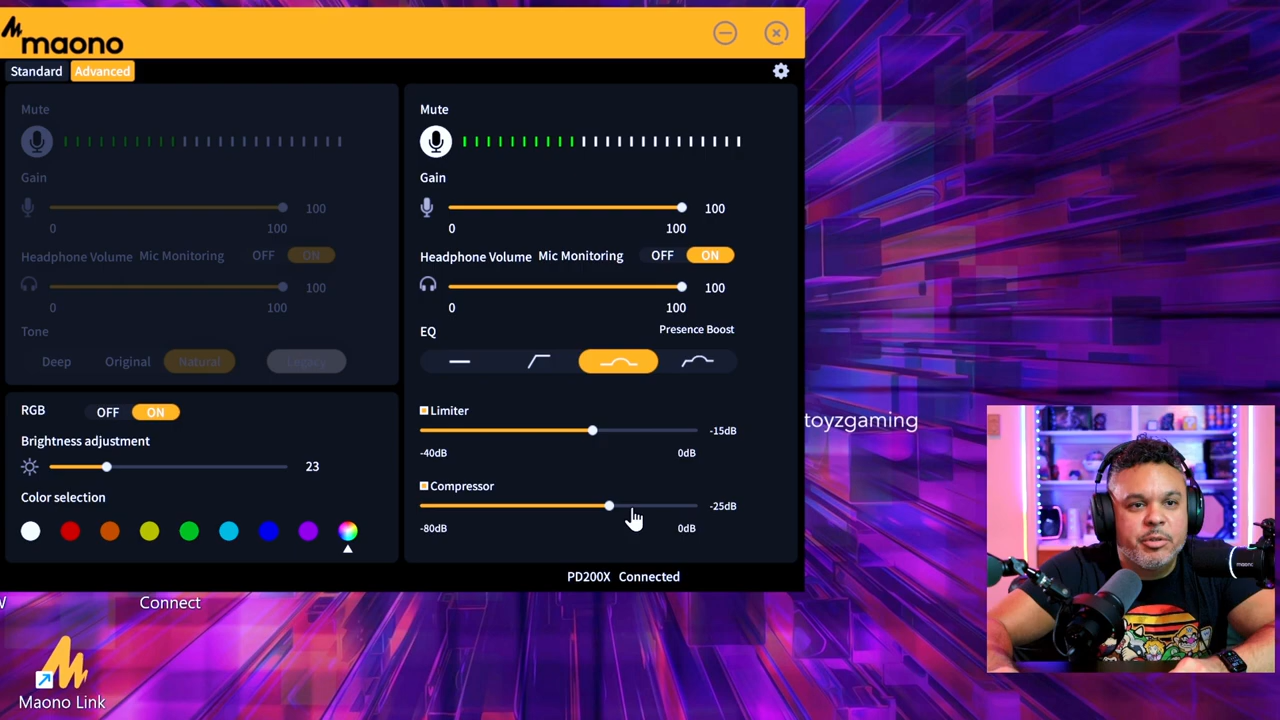 maono
Standard Advanced
Mute
Gain
100
0 100
Headphone Volume Mic Monitoring OFF ON
100
0 100
Tone
Deep Original Natural Legacy
RGB OFF ON
Brightness adjustment
23
Color selection
Mute
Gain
100
0 100
Headphone Volume Mic Monitoring OFF ON
100
0 100
EQ Presence Boost
Limiter
-15dB
-40dB 0dB
Compressor
-25dB
-80dB 0dB
PD200X Connected
toyzgaming
maono
Connect
Maono Link